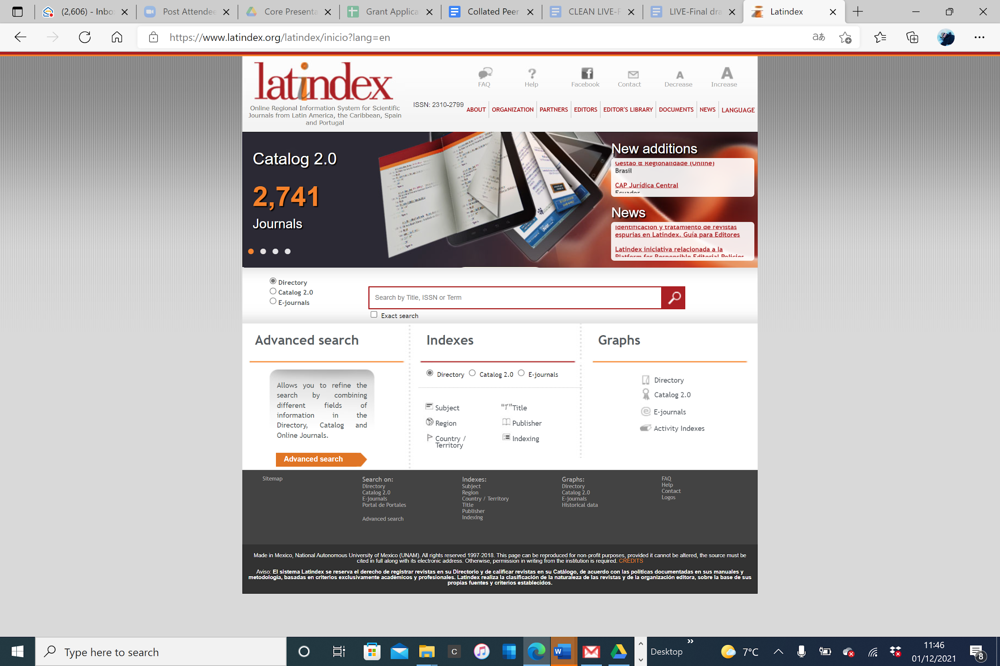 (2,606) - Inbo
Post Attendee
Core Presenta
Grant Applica
Collated Peer
CLEAN LIVE-F
LIVE-Final dra
Latindex
https://www.latindex.org/latindex/inicio?lang=en
latindex
Online Regional Information System for Scientific
Journals from Latin America, the Caribbean, Spain
and Portugal
FAQ
Help
Facebook
Contact
Decrease
Increase
ISSN: 2310-2799
ABOUT
ORGANIZATION
PARTNERS
EDITORS
EDITOR'S LIBRARY
DOCUMENTS
NEWS
LANGUAGE
Catalog 2.0
2,741
Journals
New additions
Gestão & Regionalidade (Online)
Brasil
CAP Jurídica Central
Ecuador
News
Identificación y tratamiento de revistas
espurias en Latindex. Guía para Editores
Latindex iniciativa relacionada a la
Platform for Responsible Editorial Policies
Directory
Catalog 2.0
E-journals
Search by Title, ISSN or Term
Exact search
Advanced search
Allows you to refine the
search by combining
different fields of
information in the
Directory, Catalog and
Online Journals.
Advanced search
Indexes
Directory Catalog 2.0 E-journals
Subject
"T" Title
Region
Publisher
Country /
Territory
Indexing
Graphs
Directory
Catalog 2.0
E-journals
Activity Indexes
Sitemap
Search on:
Directory
Catalog 2.0
E-journals
Portal de Portales
Advanced search
Indexes:
Subject
Region
Country / Territory
Title
Publisher
Indexing
Graphs:
Directory
Catalog 2.0
E-journals
Historical data
FAQ
Help
Contact
Logos
Made in Mexico, National Autonomous University of Mexico (UNAM). All rights reserved 1997-2018. This page can be reproduced for non-profit purposes, provided it cannot be altered, the source must be
cited in full along with its electronic address. Otherwise, permission in writing from the institution is required. CREDITS
Aviso: El sistema Latindex se reserva el derecho de registrar revistas en su Directorio y de calificar revistas en su Catálogo, de acuerdo con las políticas documentadas en sus manuales y
metodología, basadas en criterios exclusivamente académicos y profesionales. Latindex realiza la clasificación de la naturaleza de las revistas y de la organización editora, sobre la base de sus
propias fuentes y criterios establecidos.
Type here to search
Desktop
7°C
11:46
01/12/2021
8